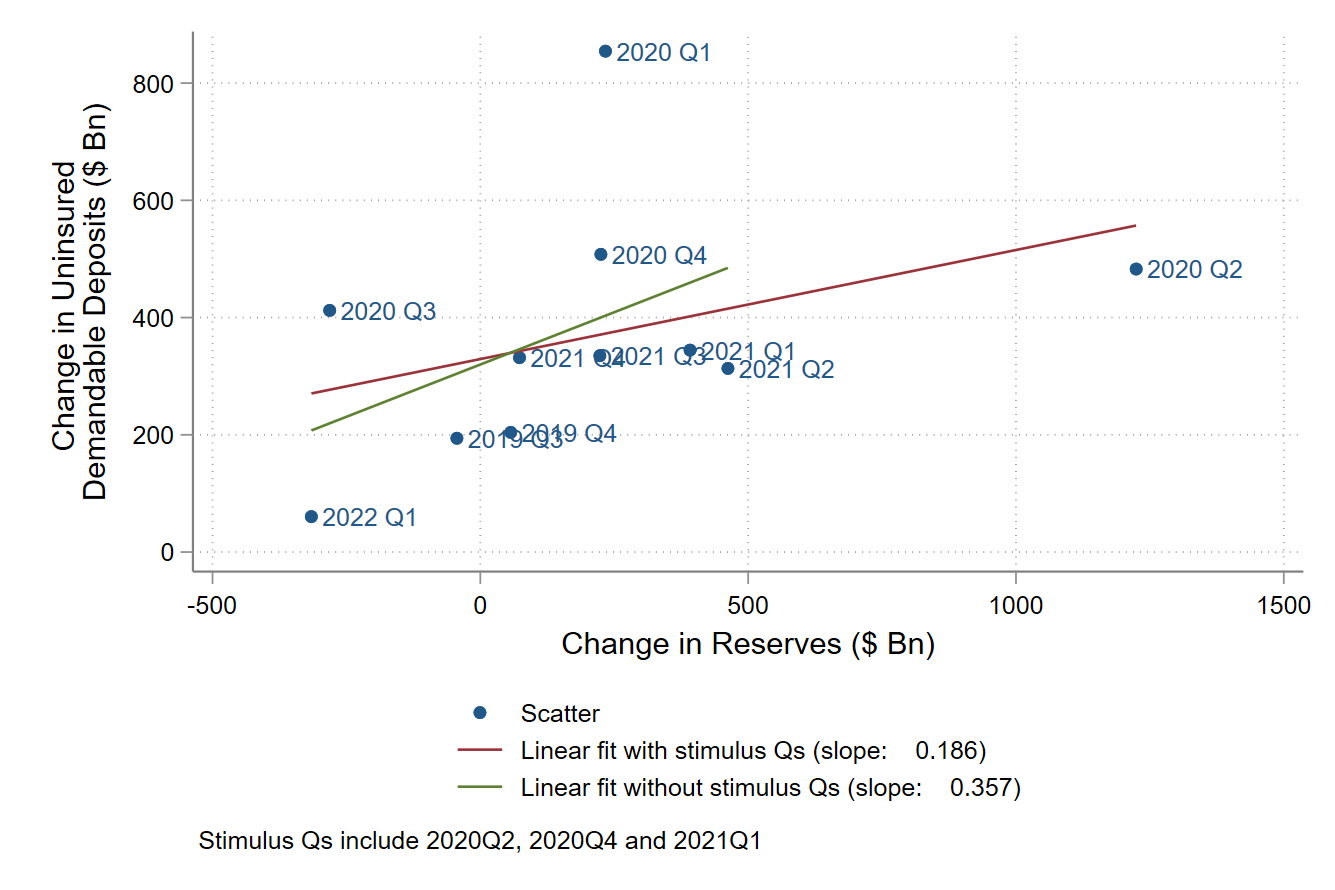 Change in Uninsured
Demandable Deposits ($ Bn)
800
600
400
200
0
2020 Q1
2020 Q4
2020 Q2
2020 Q3
2021 Q4
2021 Q3
2021 Q1
2021 Q2
2019 Q3
2019 Q4
2022 Q1
-500
0
500
1000
1500
Change in Reserves ($ Bn)
Scatter
Linear fit with stimulus Qs (slope: 0.186)
Linear fit without stimulus Qs (slope: 0.357)
Stimulus Qs include 2020Q2, 2020Q4 and 2021Q1